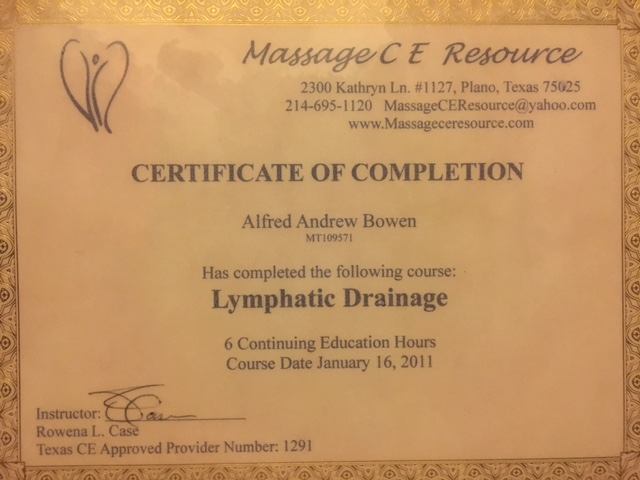 Massage C E Resource
2300 Kathryn Ln. #1127, Plano, Texas 75025
214-695-1120 MassageCEResource@yahoo.com
www.Massageceresource.com
CERTIFICATE OF COMPLETION
Alfred Andrew Bowen
MT109571
Has completed the following course:
Lymphatic Drainage
6 Continuing Education Hours
Course Date January 16, 2011
Instructor:
Rowena L. Case
Texas CE Approved Provider Number: 1291